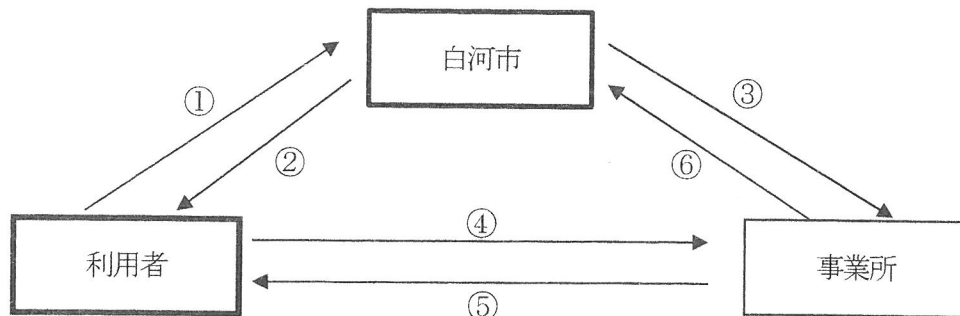 白河市
①
③
②
⑥
④
利用者
事業所
⑤